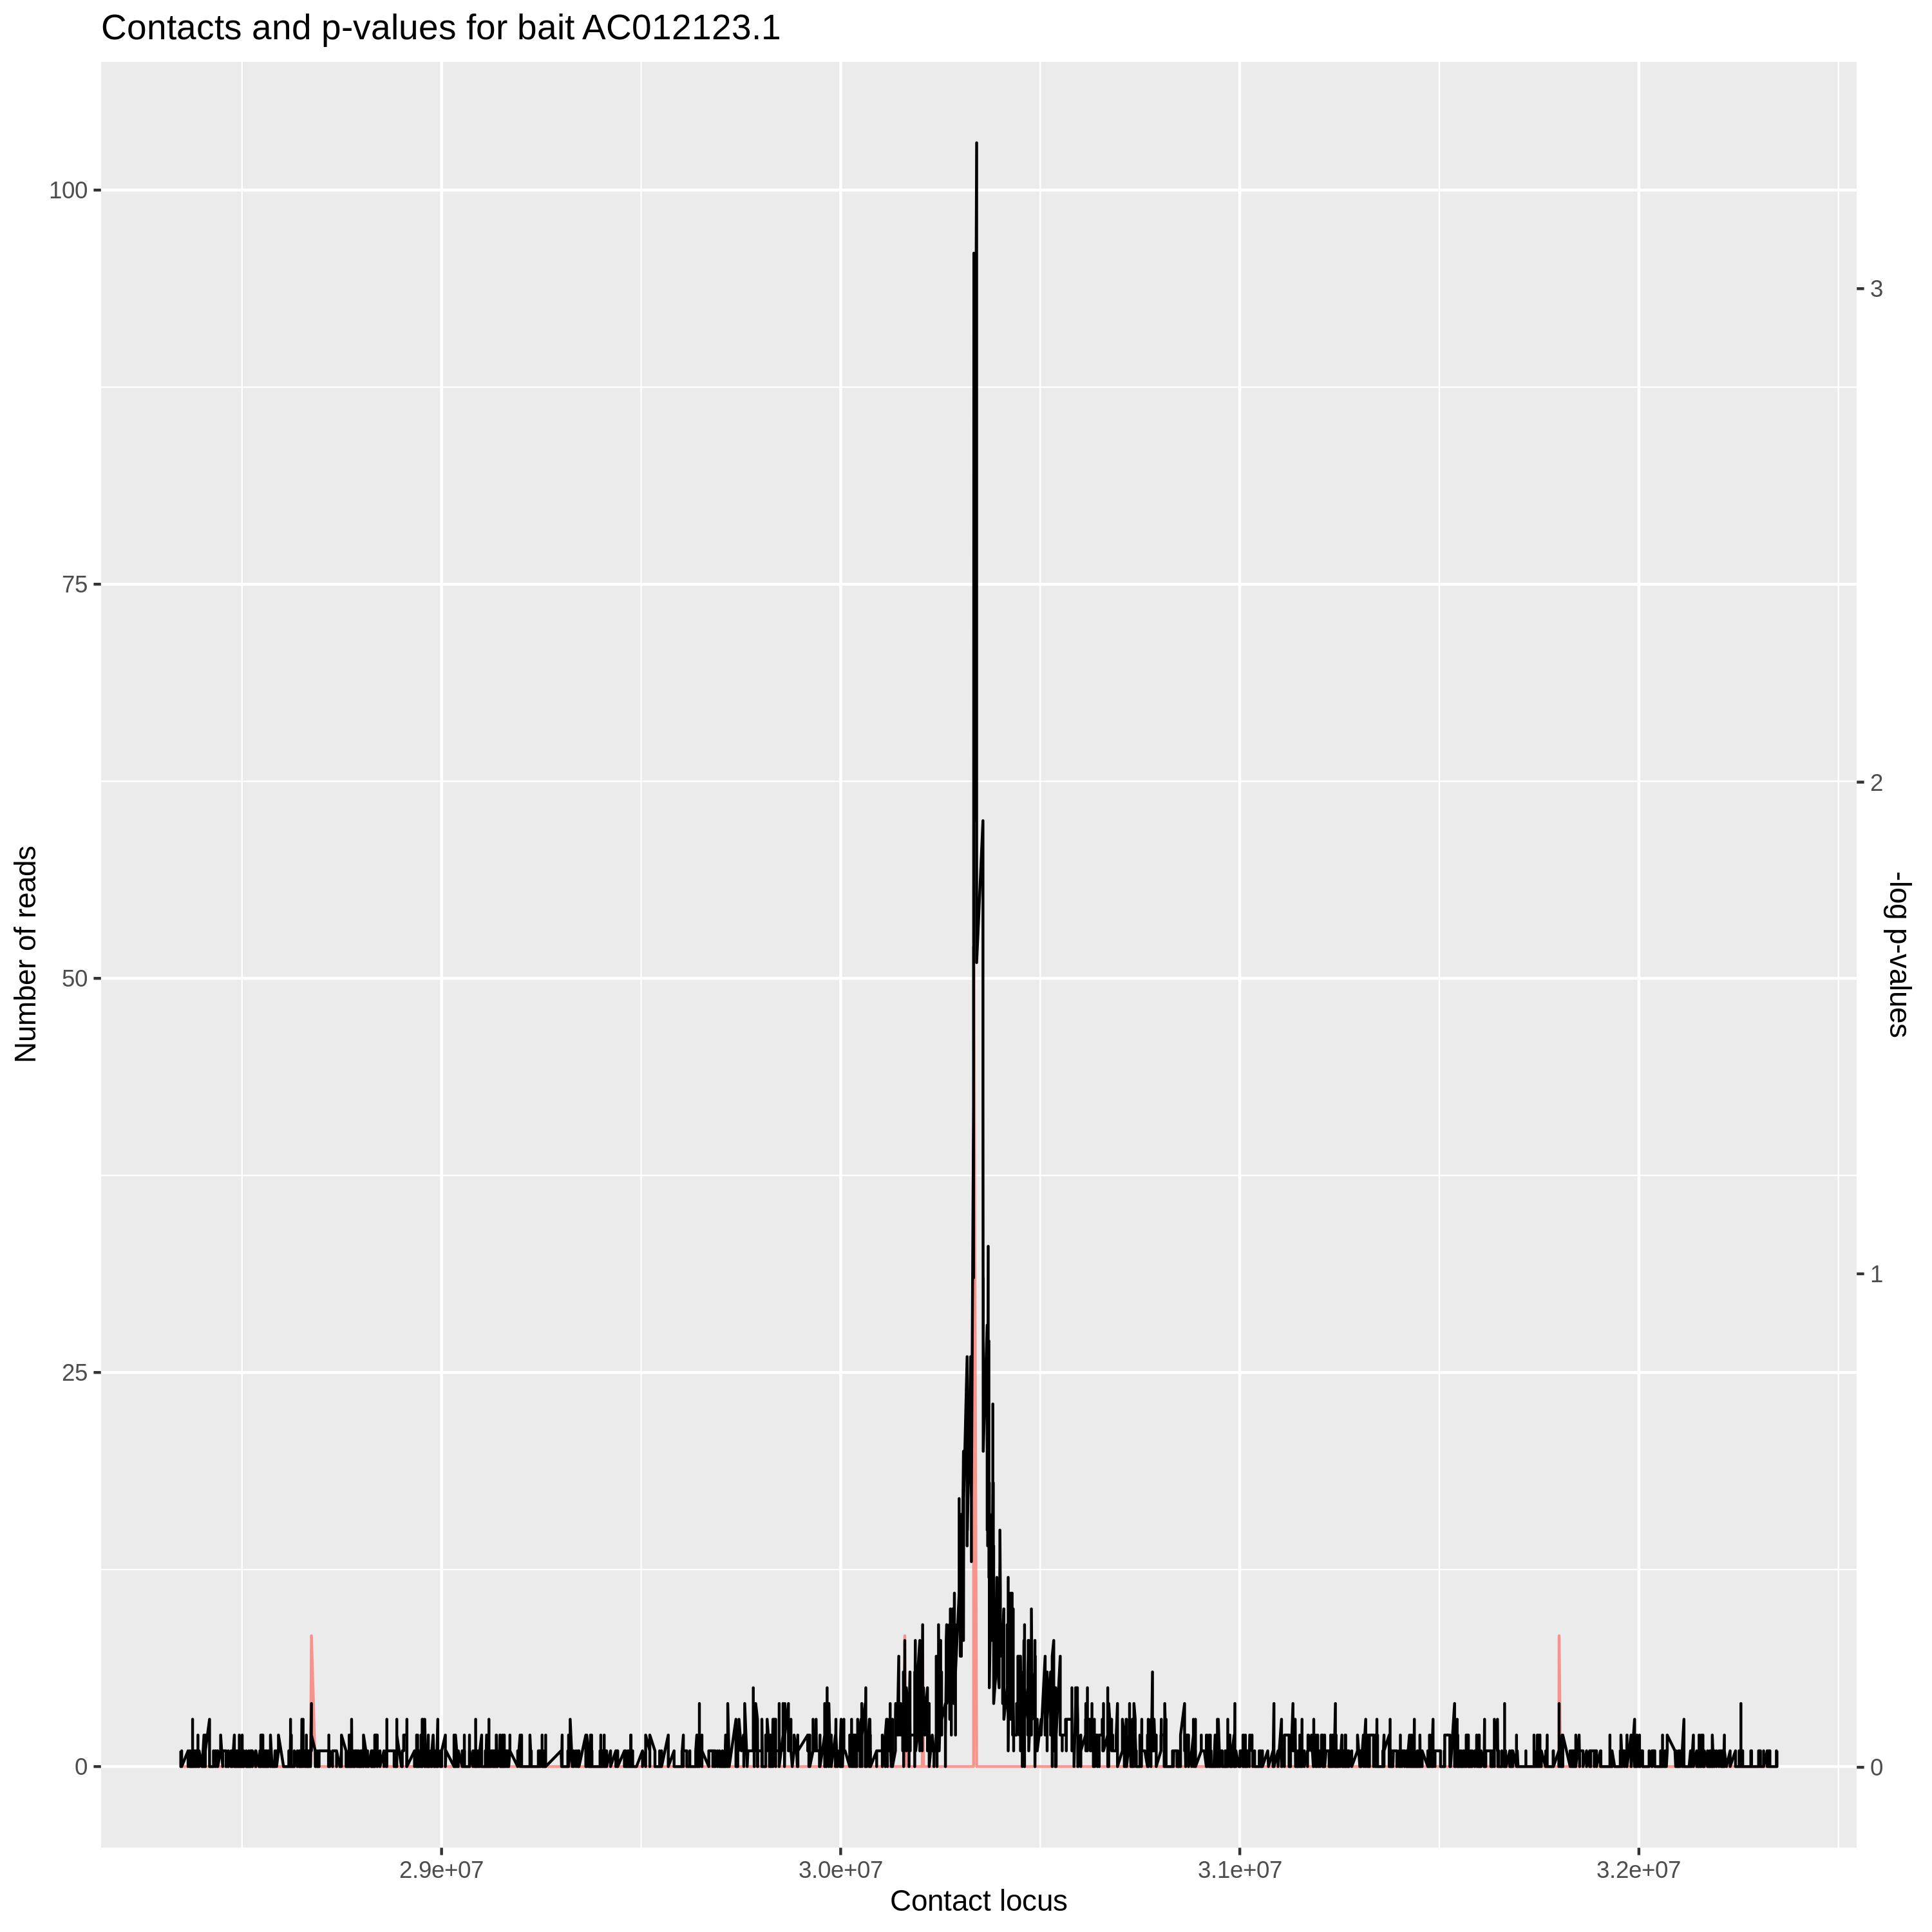 Contacts and p-values for bait AC012123.1
100
75
50
25
0
Number of reads
3
2
1
0
-log p-values
2.9e+07 3.0e+07 3.1e+07 3.2e+07
Contact locus